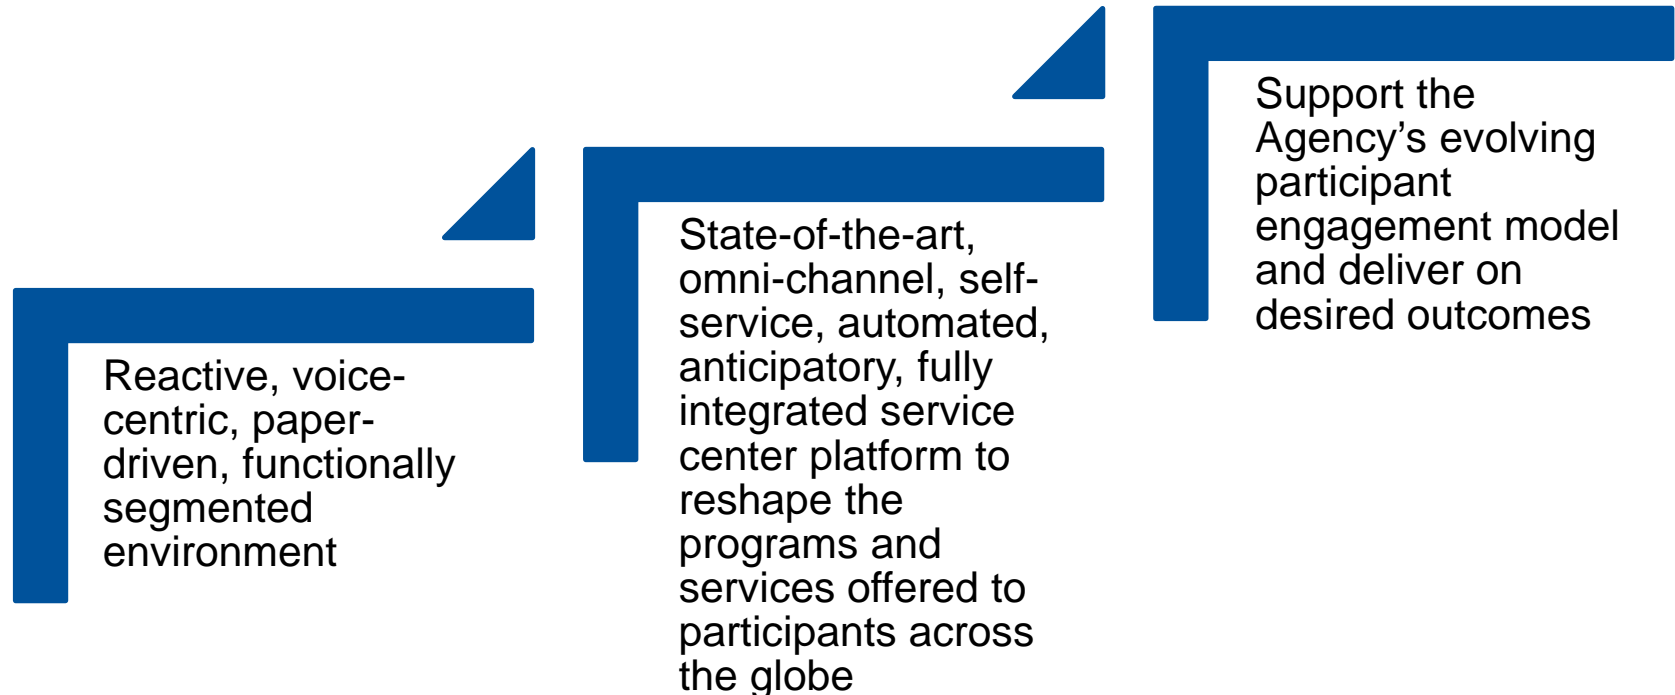 Reactive, voice-
centric, paper-
driven, functionally
segmented
environment
State-of-the-art,
omni-channel, self-
service, automated,
anticipatory, fully
integrated service
center platform to
reshape the
programs and
services offered to
participants across
the globe
Support the
Agency’s evolving
participant
engagement model
and deliver on
desired outcomes